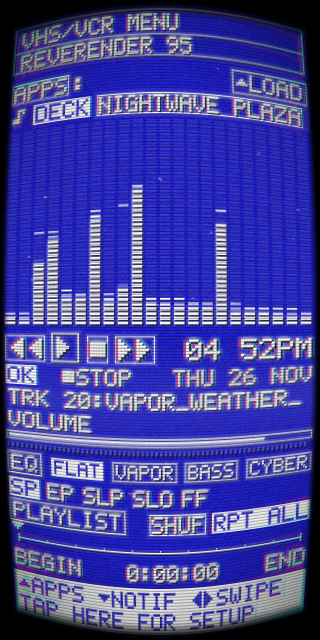 VHS/VCR MENU
REVERENDER 95
APPS: LOAD
DECK NIGHTWAVE PLAZA
04 52PM
OK STOP THU 26 NOV
TRK 20:VAPOR_WEATHER_
VOLUME
EQ FLAT VAPOR BASS CYBER
SP EP SLP SLO FF
PLAYLIST SHUF RPT ALL
BEGIN 0:00:00 END
APPS NOTIF SWIPE
TAP HERE FOR SETUP